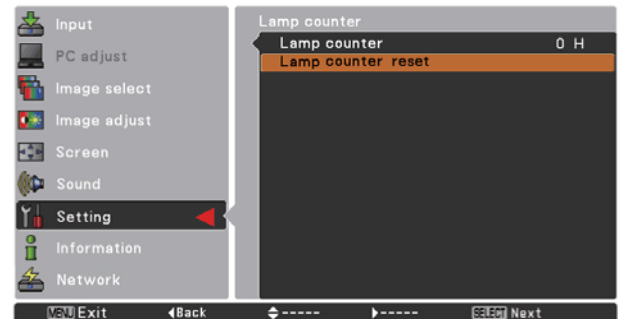 Input
PC adjust
Image select
Image adjust
Screen
Sound
Setting
Information
Network
Lamp counter
Lamp counter 0 H
Lamp counter reset
MENU Exit Back ----- ----- SELECT Next